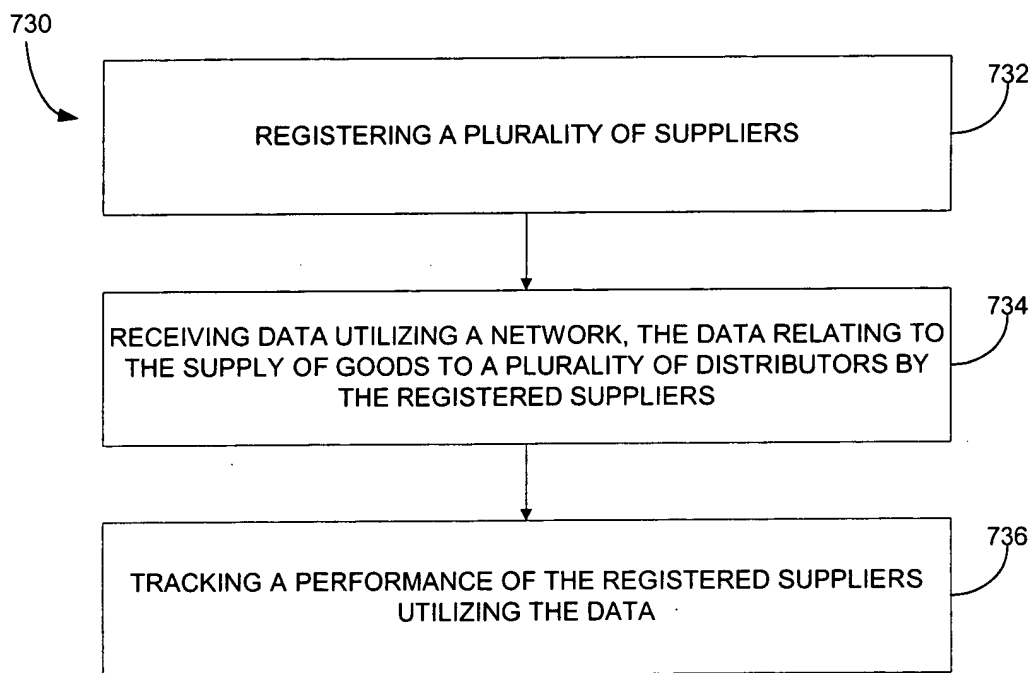 730
732
REGISTERING A PLURALITY OF SUPPLIERS
734
RECEIVING DATA UTILIZING A NETWORK, THE DATA RELATING TO
THE SUPPLY OF GOODS TO A PLURALITY OF DISTRIBUTORS BY
THE REGISTERED SUPPLIERS
736
TRACKING A PERFORMANCE OF THE REGISTERED SUPPLIERS
UTILIZING THE DATA